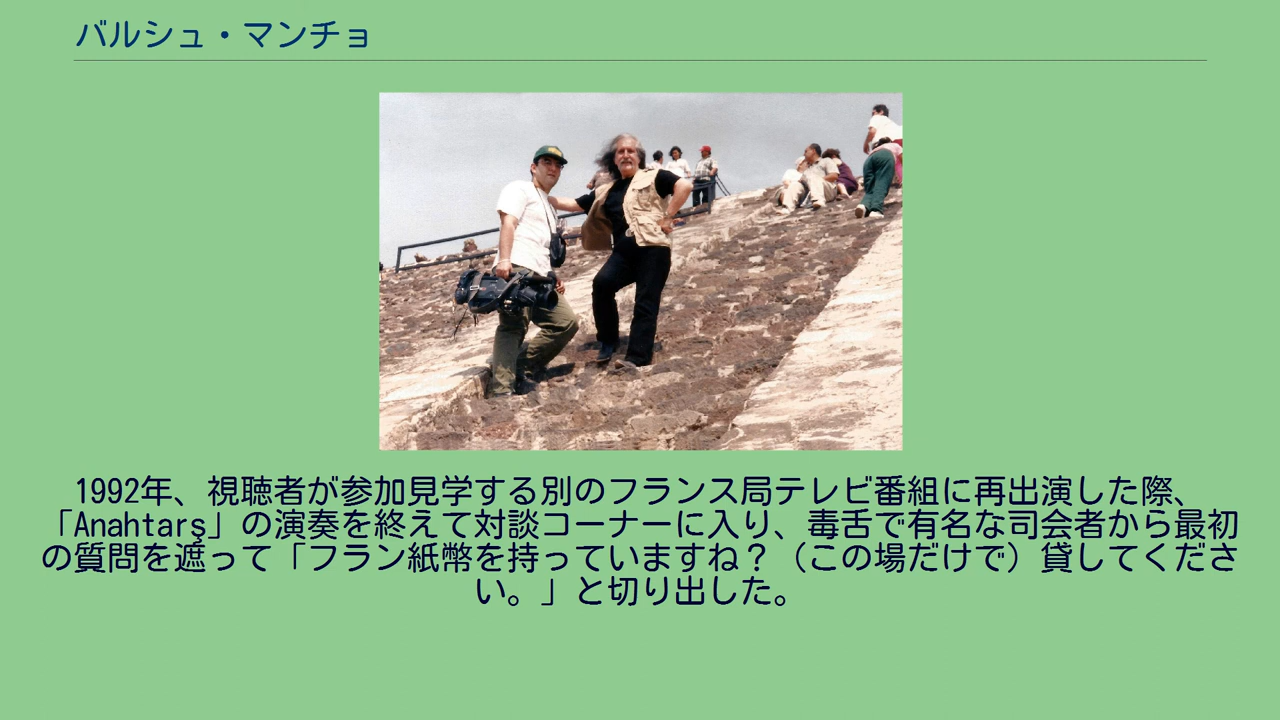 バルシュ・マンチョ
1992年、視聴者が参加見学する別のフランス局テレビ番組に再出演した際、
「Anahtarş」の演奏を終えて対談コーナーに入り、毒舌で有名な司会者から最初
の質問を遮って「フラン紙幣を持っていますね？（この場だけで）貸してくださ
い。」と切り出した。